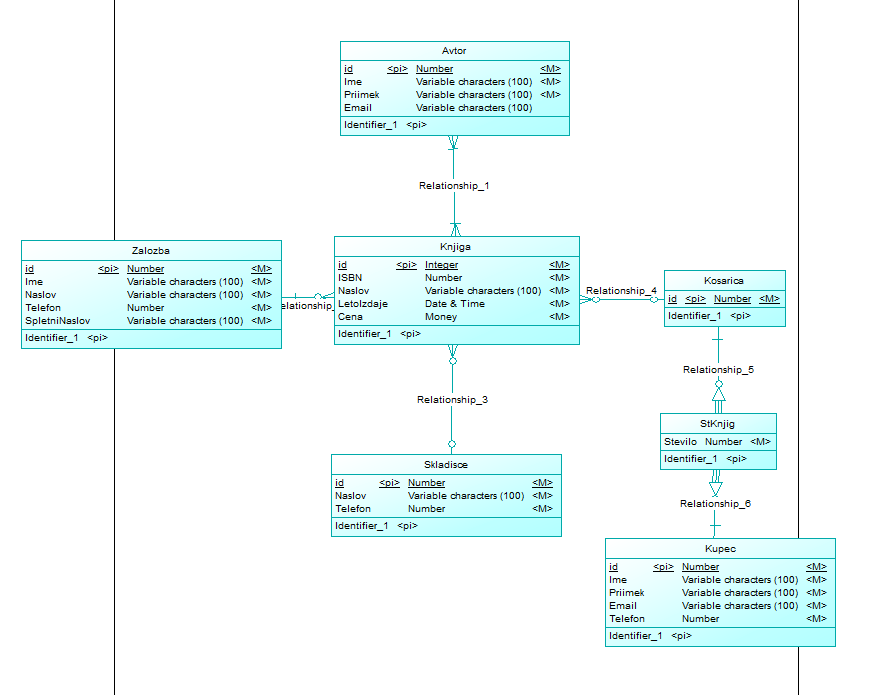 Avtor
id <pi> Number <M>
Ime Variable characters (100) <M>
Priimek Variable characters (100) <M>
Email Variable characters (100)
Identifier_1 <pi>
Relationship_1
Zalozba
id <pi> Number <M>
Ime Variable characters (100) <M>
Naslov Variable characters (100) <M>
Telefon Number <M>
SpletniNaslov Variable characters (100) <M>
Identifier_1 <pi>
elationship_
Knjiga
id <pi> Integer <M>
ISBN Number <M>
Naslov Variable characters (100) <M>
LetoIzdaje Date & Time <M>
Cena Money <M>
Identifier_1 <pi>
Relationship_4
Kosarica
id <pi> Number <M>
Identifier_1 <pi>
Relationship_5
Relationship_3
StKnjig
Stevilo Number <M>
Identifier_1 <pi>
Skladisce
id <pi> Number <M>
Naslov Variable characters (100) <M>
Telefon Number <M>
Identifier_1 <pi>
Relationship_6
Kupec
id <pi> Number <M>
Ime Variable characters (100) <M>
Priimek Variable characters (100) <M>
Email Variable characters (100) <M>
Telefon Number <M>
Identifier_1 <pi>